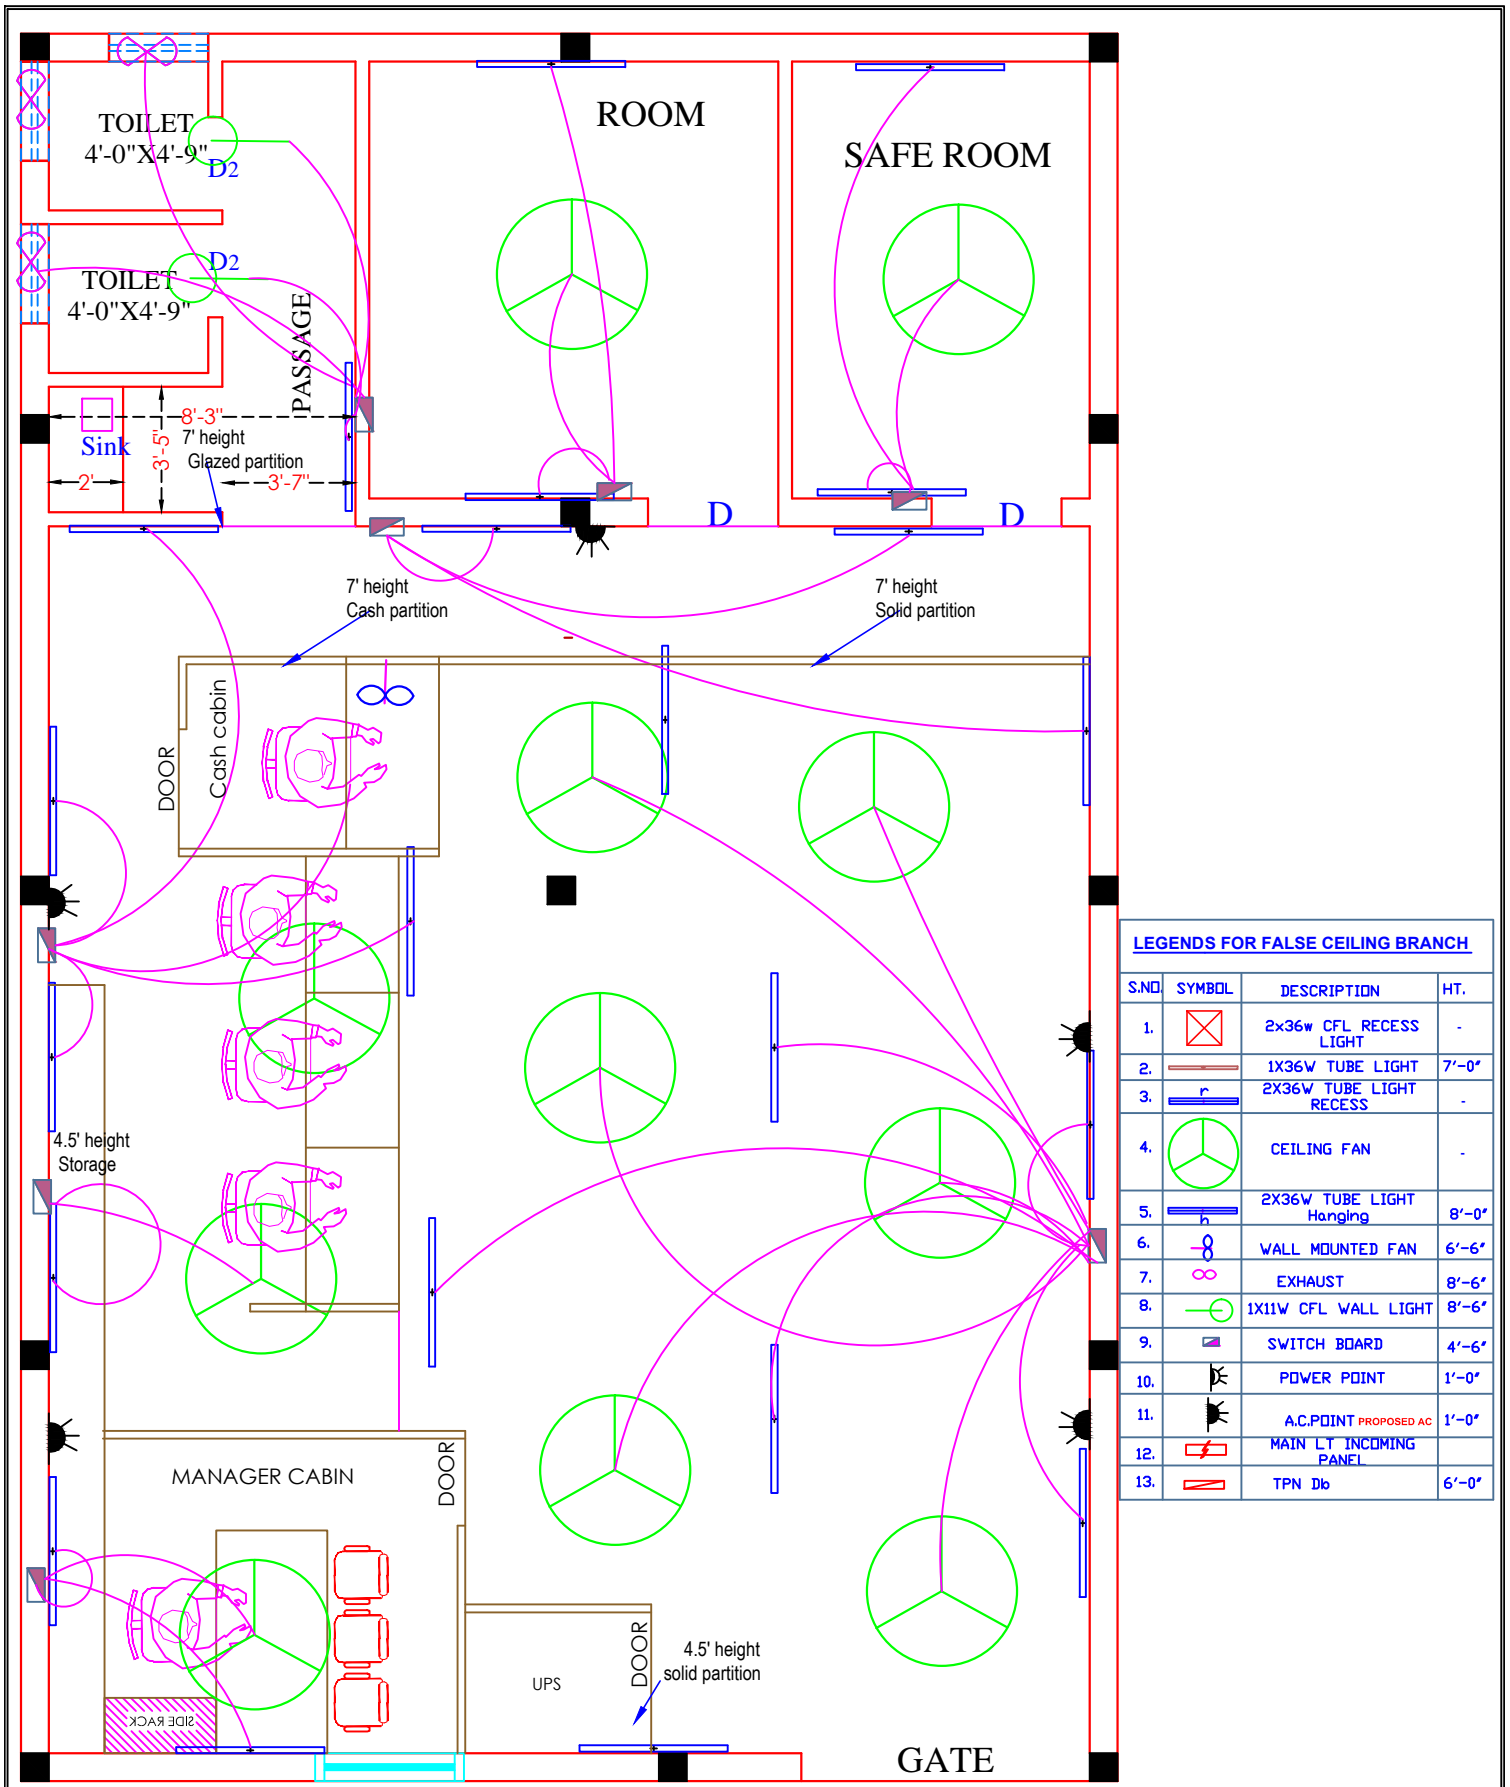 ROOM
TOILET
4'-0"X4'-9"
D2
SAFE ROOM
TOILET
4'-0"X4'-9"
D2
PASSAGE
8'-3"
Sink
3'-5"
2'
3'-7"
7' height
Glazed partition
D
D
7' height
Cash partition
7' height
Solid partition
DOOR
Cash cabin
4.5' height
Storage
MANAGER CABIN
DOOR
SIDE RACK
UPS
DOOR
4.5' height
solid partition
GATE
LEGENDS FOR FALSE CEILING BRANCH
S.NO. SYMBOL DESCRIPTION HT.
1. 2x36w CFL RECESS LIGHT -
2. 1X36W TUBE LIGHT 7'-0"
3. r 2X36W TUBE LIGHT RECESS -
4. CEILING FAN -
5. h 2X36W TUBE LIGHT Hanging 8'-0"
6. WALL MOUNTED FAN 6'-6"
7. EXHAUST 8'-6"
8. 1X11W CFL WALL LIGHT 8'-6"
9. SWITCH BOARD 4'-6"
10. POWER POINT 1'-0"
11. A.C.POINT PROPOSED AC 1'-0"
12. MAIN LT INCOMING PANEL
13. TPN Db 6'-0"